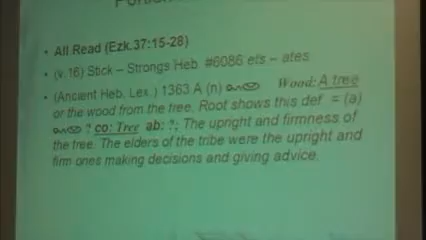 • All Read (Ezk.37:15-28)
• (v.16) Stick – Strongs Heb. #6086 ets – ates
• (Ancient Heb. Lex.) 1363 A (n) Wood: A tree
or the wood from the tree. Root shows this def. = (a)
? co: Tree ab: ?: The upright and firmness of
the tree. The elders of the tribe were the upright and
firm ones making decisions and giving advice.